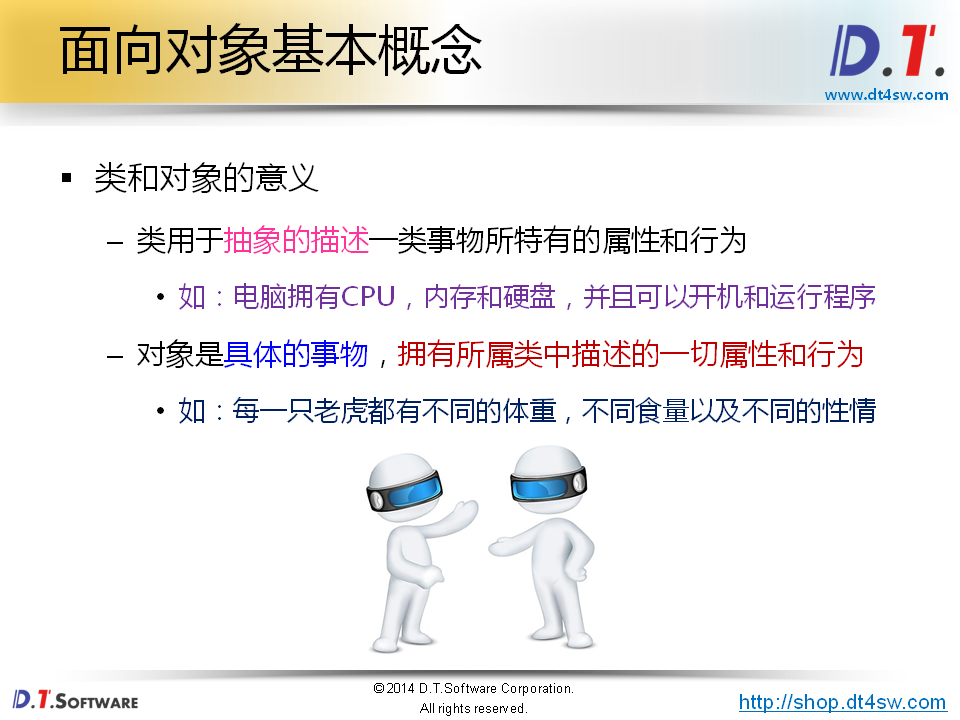 面向对象基本概念
D.T.
www.dt4sw.com
▪ 类和对象的意义
– 类用于抽象的描述一类事物所特有的属性和行为
• 如：电脑拥有CPU，内存和硬盘，并且可以开机和运行程序
– 对象是具体的事物，拥有所属类中描述的一切属性和行为
• 如：每一只老虎都有不同的体重，不同食量以及不同的性情
D.T.SOFTWARE
©2014 D.T.Software Corporation.
All rights reserved.
http://shop.dt4sw.com